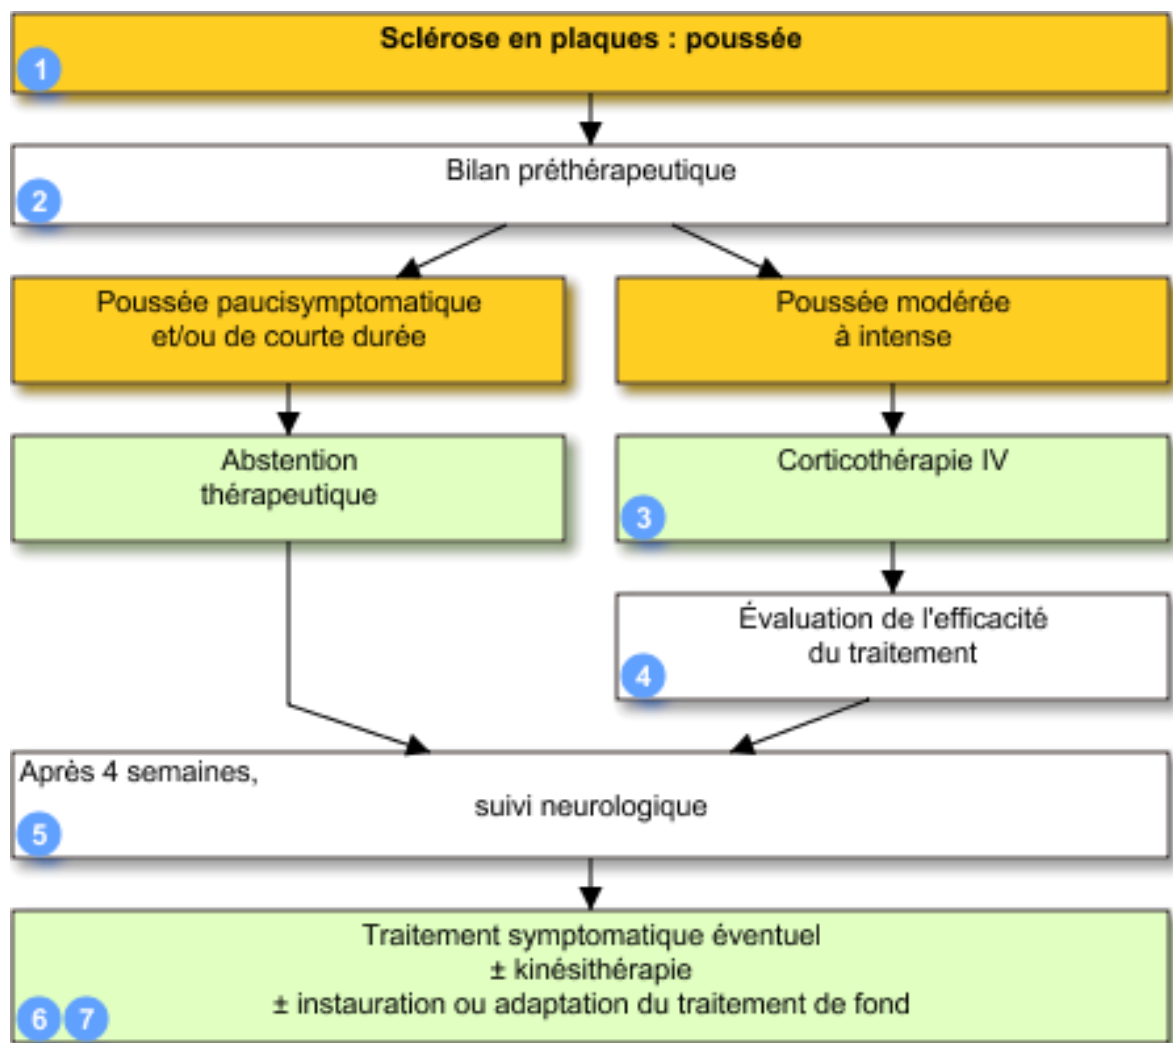 Sclérose en plaques : poussée
1
Bilan préthérapeutique
2
Poussée paucisymptomatique
et/ou de courte durée
Poussée modérée
à intense
Abstention
thérapeutique
Corticothérapie IV
3
Évaluation de l'efficacité
du traitement
4
Après 4 semaines,
suivi neurologique
5
Traitement symptomatique éventuel
± kinésithérapie
± instauration ou adaptation du traitement de fond
6 7